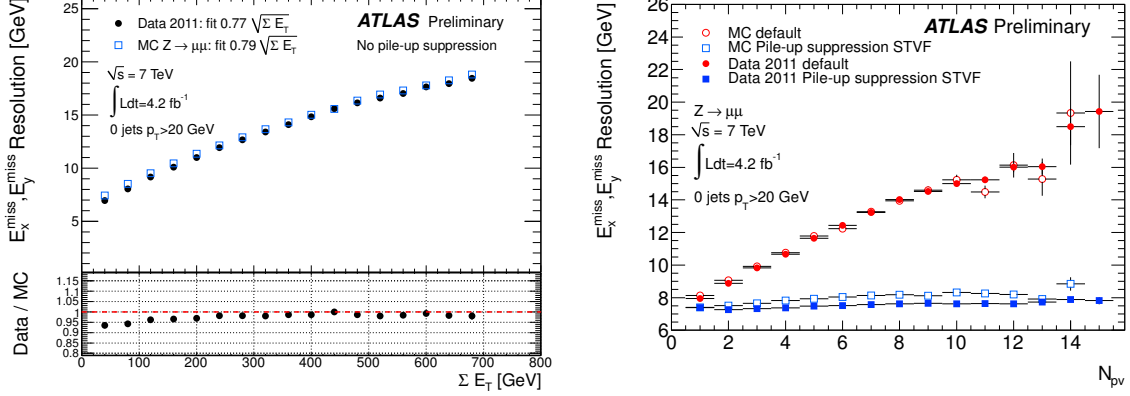 E_x^miss, E_y^miss Resolution [GeV]
25
20
15
10
5
Data 2011: fit 0.77 √Σ E_T
MC Z → μμ: fit 0.79 √Σ E_T
ATLAS Preliminary
No pile-up suppression
√s = 7 TeV
∫ Ldt=4.2 fb⁻¹
0 jets p_T>20 GeV
Data / MC
1.15
1.1
1.05
1
0.95
0.9
0.85
0.8
0 100 200 300 400 500 600 700 800
Σ E_T [GeV]
E_x^miss, E_y^miss Resolution [GeV]
26
24
22
20
18
16
14
12
10
8
6
ATLAS Preliminary
MC default
MC Pile-up suppression STVF
Data 2011 default
Data 2011 Pile-up suppression STVF
Z → μμ
√s = 7 TeV
∫ Ldt=4.2 fb⁻¹
0 jets p_T>20 GeV
0 2 4 6 8 10 12 14
N_pv